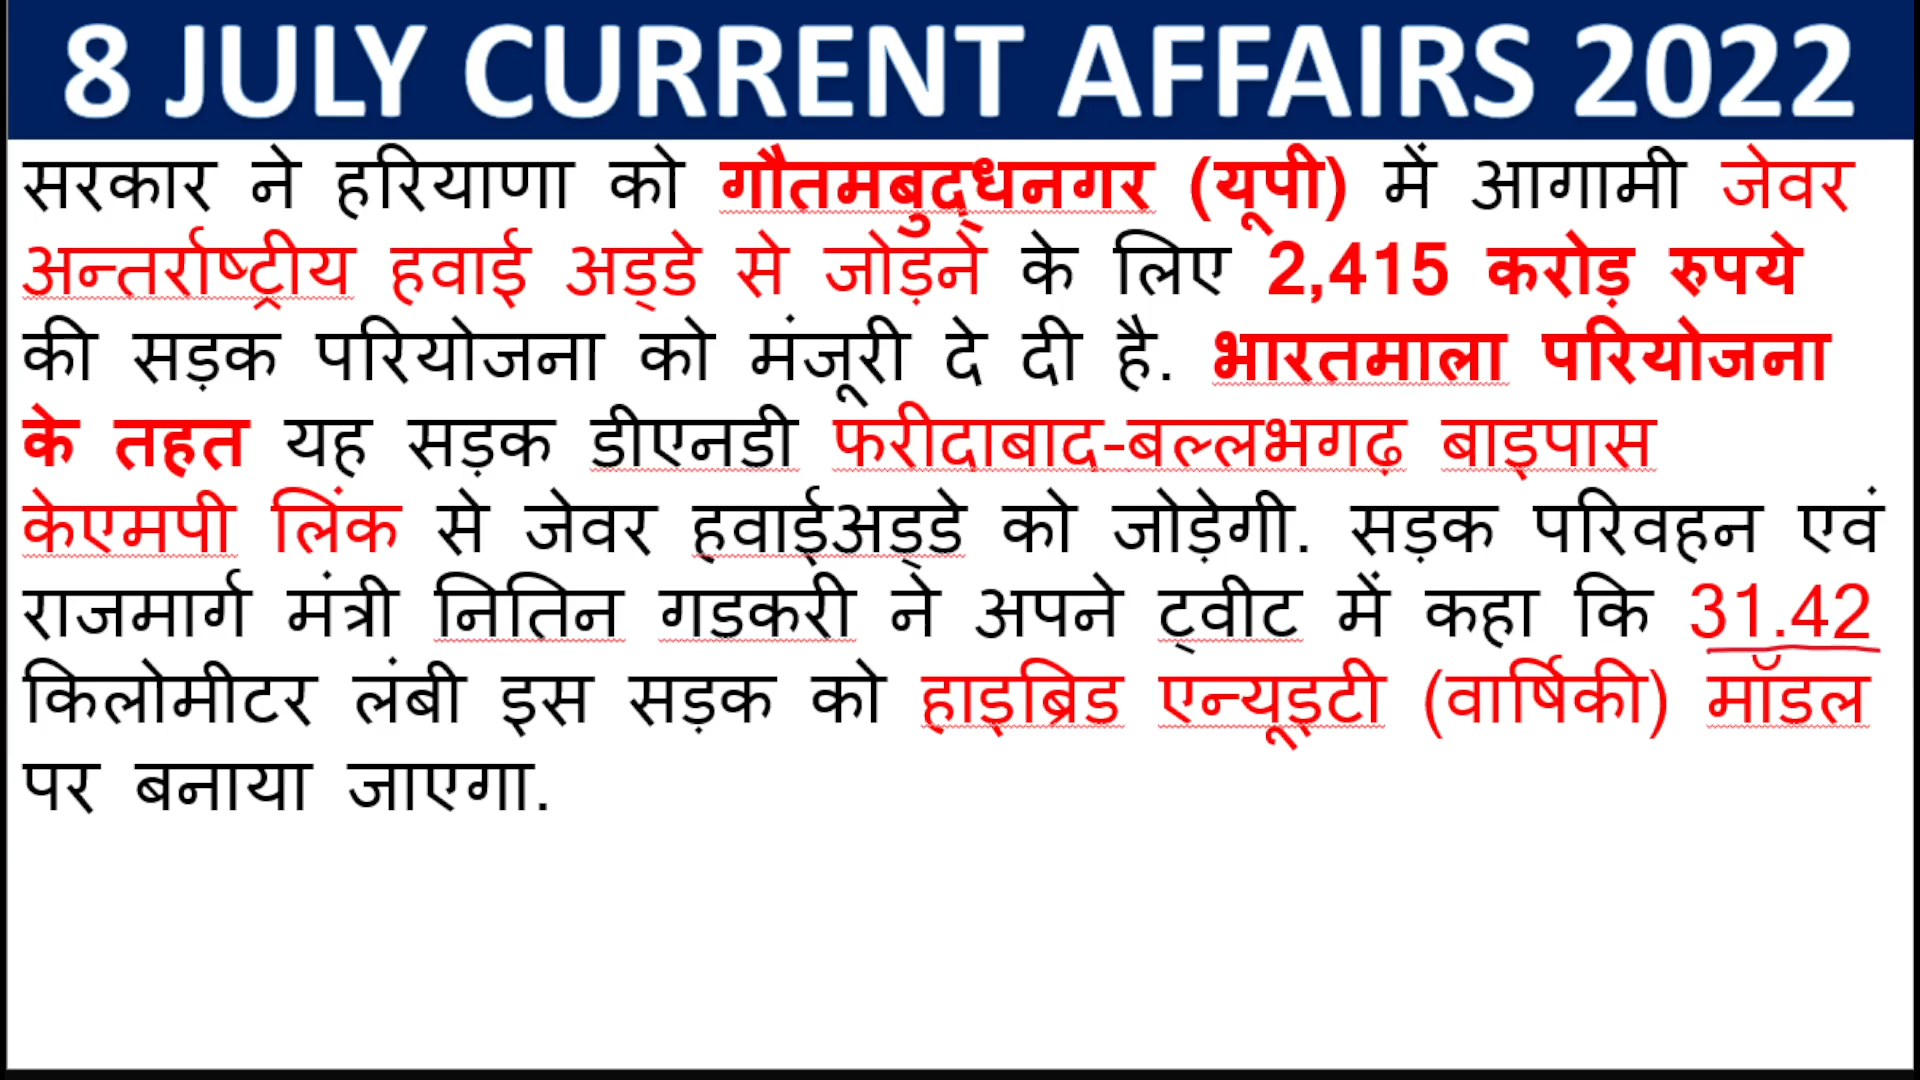 8 JULY CURRENT AFFAIRS 2022
सरकार ने हरियाणा को गौतमबुद्धनगर (यूपी) में आगामी जेवर
अन्तर्राष्ट्रीय हवाई अड्डे से जोड़ने के लिए 2,415 करोड़ रुपये
की सड़क परियोजना को मंजूरी दे दी है. भारतमाला परियोजना
के तहत यह सड़क डीएनडी फरीदाबाद-बल्लभगढ़ बाइपास
केएमपी लिंक से जेवर हवाईअड्डे को जोड़ेगी. सड़क परिवहन एवं
राजमार्ग मंत्री नितिन गडकरी ने अपने ट्वीट में कहा कि 31.42
किलोमीटर लंबी इस सड़क को हाइब्रिड एन्यूइटी (वार्षिकी) मॉडल
पर बनाया जाएगा.